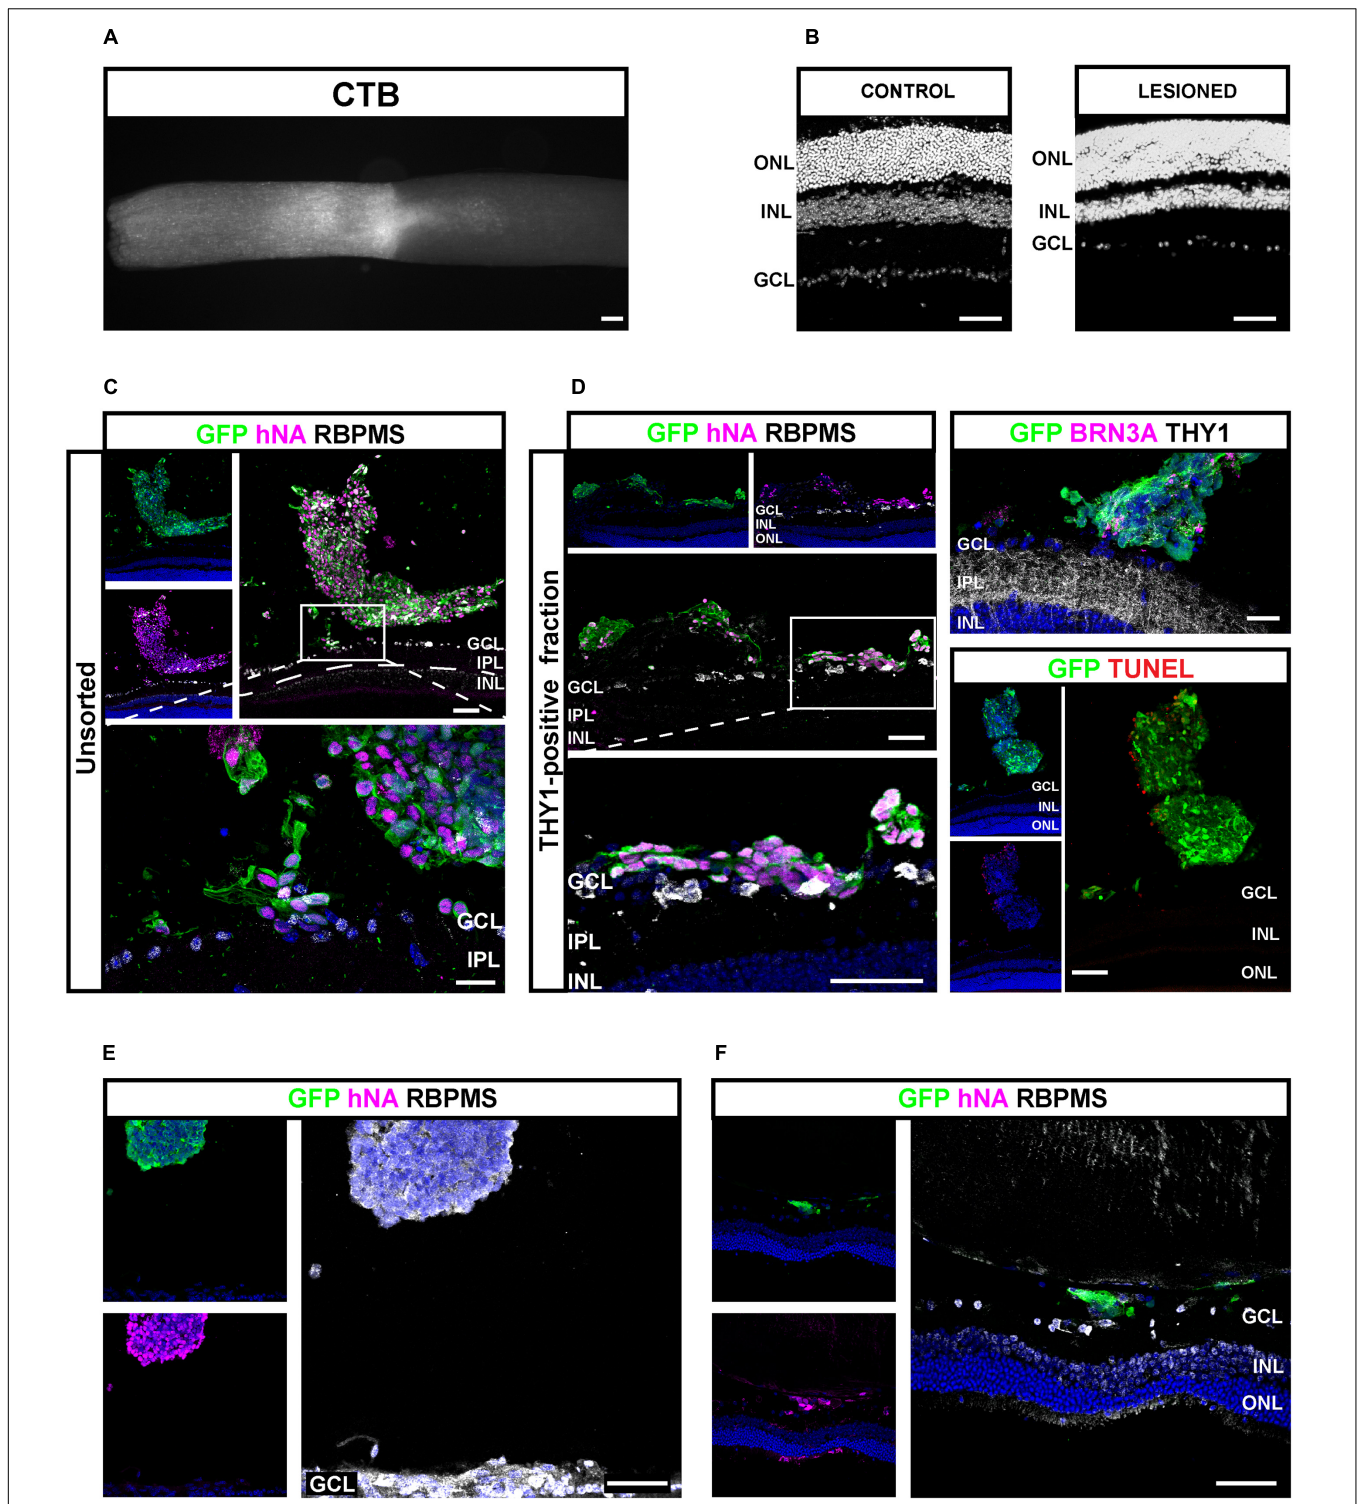 A
CTB
B
CONTROL
LESIONED
ONL
INL
GCL
ONL
INL
GCL
C
GFP hNA RBPMS
Unsorted
GCL
IPL
INL
GCL
IPL
D
GFP hNA RBPMS
THY1-positive fraction
GCL
INL
ONL
GCL
IPL
INL
GCL
IPL
INL
GFP BRN3A THY1
GCL
IPL
INL
GFP TUNEL
GCL
INL
ONL
GCL
INL
ONL
E
GFP hNA RBPMS
GCL
F
GFP hNA RBPMS
GCL
INL
ONL